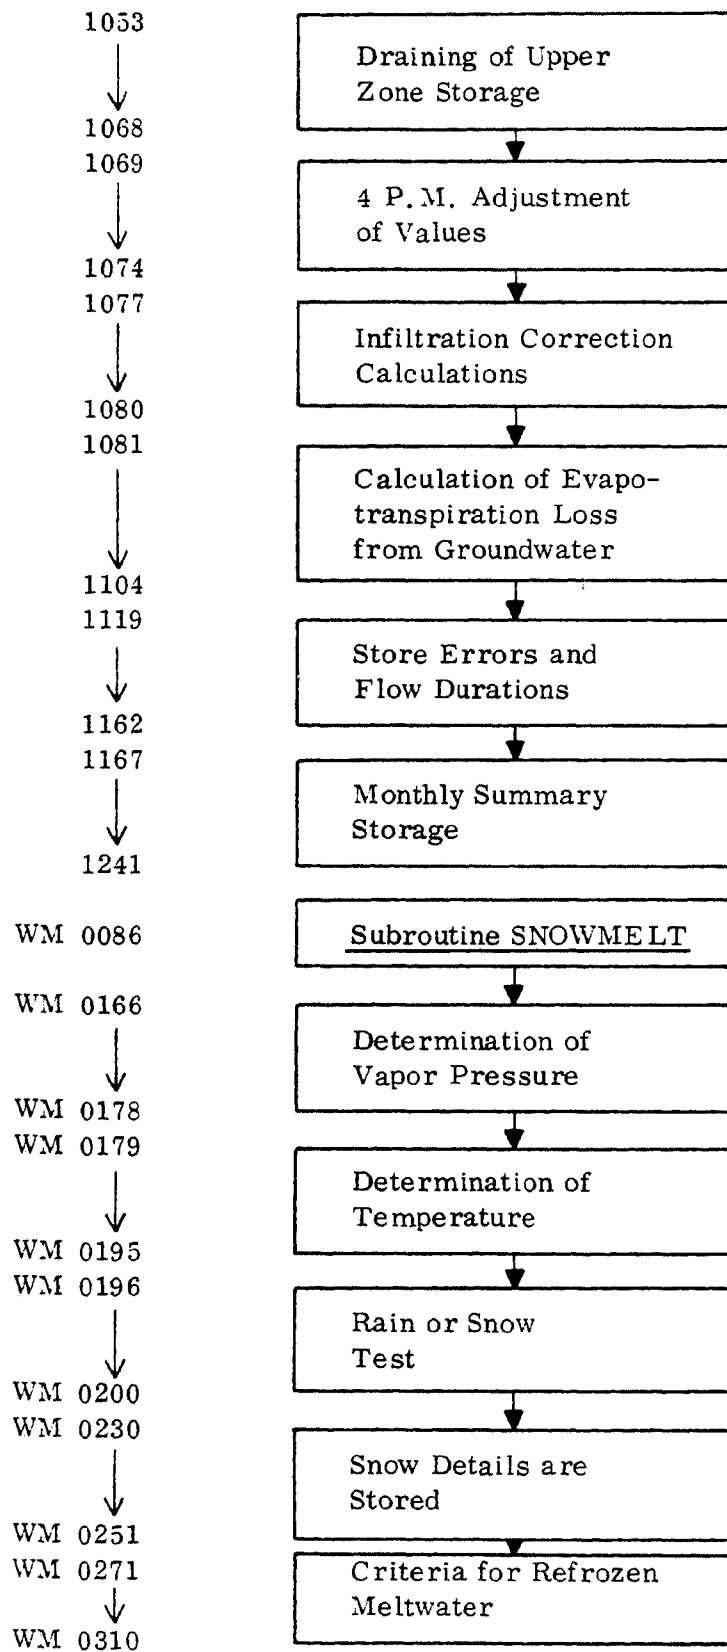 1053
Draining of Upper
Zone Storage
1068
1069
4 P.M. Adjustment
of Values
1074
1077
Infiltration Correction
Calculations
1080
1081
Calculation of Evapo-
transpiration Loss
from Groundwater
1104
1119
Store Errors and
Flow Durations
1162
1167
Monthly Summary
Storage
1241
WM 0086
Subroutine SNOWMELT
WM 0166
Determination of
Vapor Pressure
WM 0178
WM 0179
Determination of
Temperature
WM 0195
WM 0196
Rain or Snow
Test
WM 0200
WM 0230
Snow Details are
Stored
WM 0251
WM 0271
Criteria for Refrozen
Meltwater
WM 0310